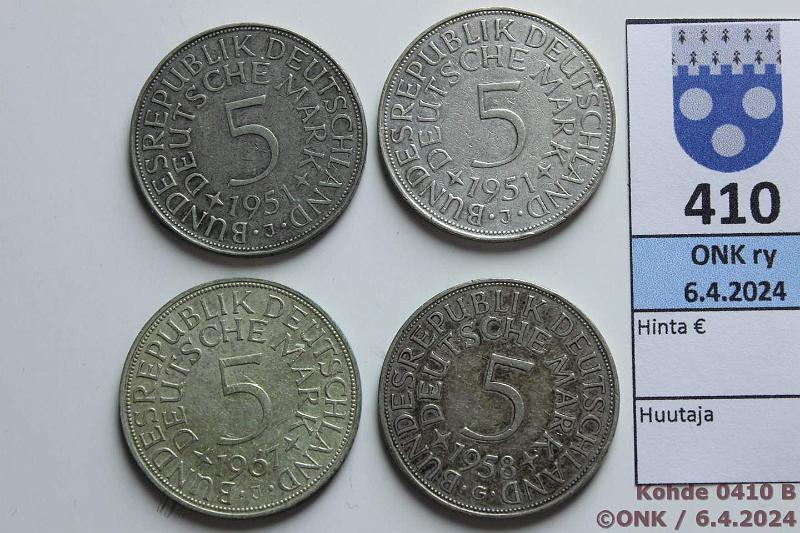 BUNDESREPUBLIK DEUTSCHLAND
DEUTSCHE MARK
5
1951
·J·
BUNDESREPUBLIK DEUTSCHLAND
DEUTSCHE MARK
5
1951
·J·
BUNDESREPUBLIK DEUTSCHLAND
DEUTSCHE MARK
5
1967
·J·
BUNDESREPUBLIK DEUTSCHLAND
DEUTSCHE MARK
5
1958
·G·
410
ONK ry
6.4.2024
Hinta €
Huutaja
Kohde 0410 B
©ONK / 6.4.2024